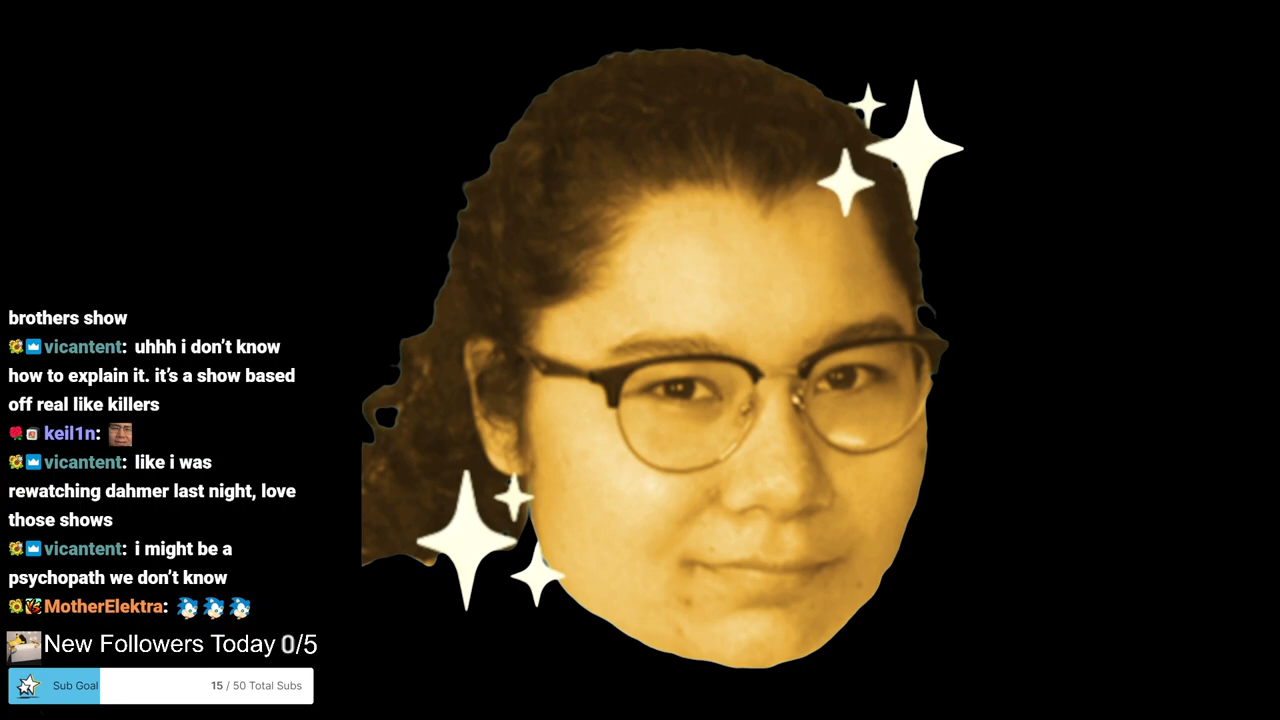 brothers show
vicantent: uhhh i don’t know
how to explain it. it’s a show based
off real like killers
keil1n:
vicantent: like i was
rewatching dahmer last night, love
those shows
vicantent: i might be a
psychopath we don’t know
MotherElektra:
New Followers Today 0/5
Sub Goal 15 / 50 Total Subs